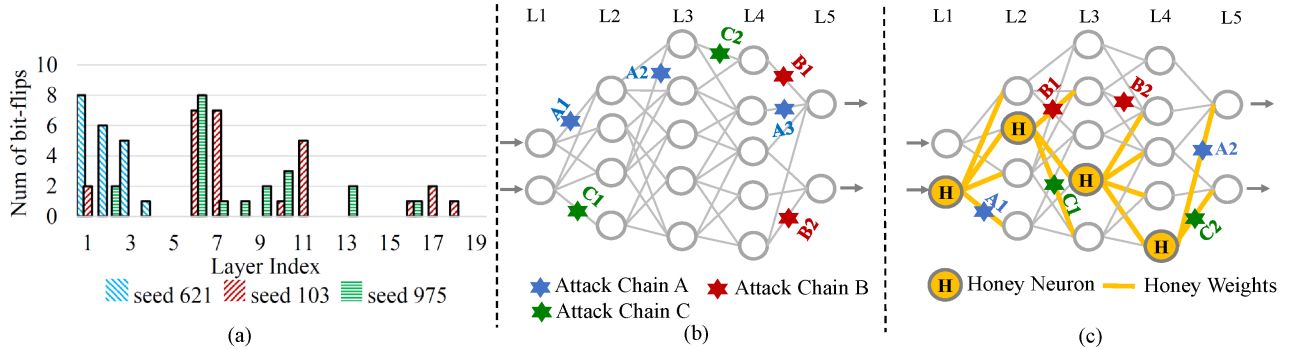 Num of bit-flips
10
8
6
4
2
0
1 3 5 7 9 11 13 15 17 19
Layer Index
seed 621 seed 103 seed 975
(a)
L1 L2 L3 L4 L5
C2
A2
B1
A1
A3
C1
B2
Attack Chain A Attack Chain B
Attack Chain C
(b)
L1 L2 L3 L4 L5
B1 B2
H
A2
H
H
A1 C1 C2
H
H Honey Neuron Honey Weights
(c)